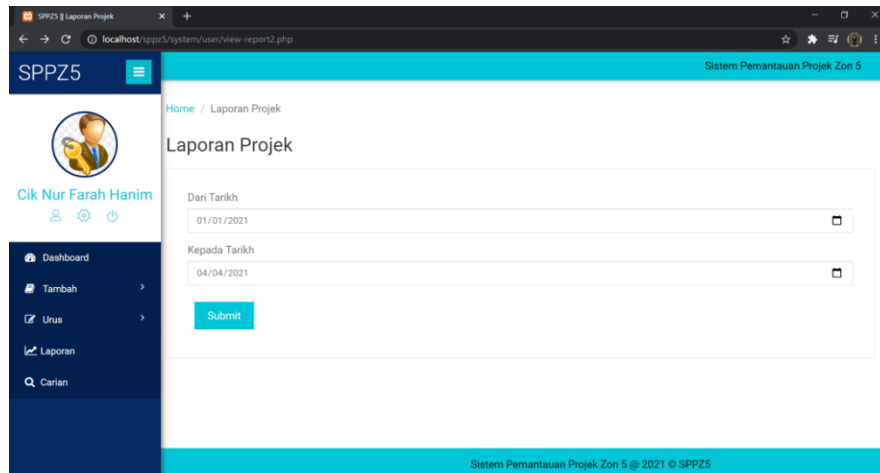 SPPZ5 || Laporan Projek
localhost/sppz5/system/user/view-report2.php
SPPZ5
Sistem Pemantauan Projek Zon 5
Home / Laporan Projek
Laporan Projek
Cik Nur Farah Hanim
Dashboard
Tambah
Urus
Laporan
Carian
Dari Tarikh
01/01/2021
Kepada Tarikh
04/04/2021
Submit
Sistem Pemantauan Projek Zon 5 @ 2021 © SPPZ5